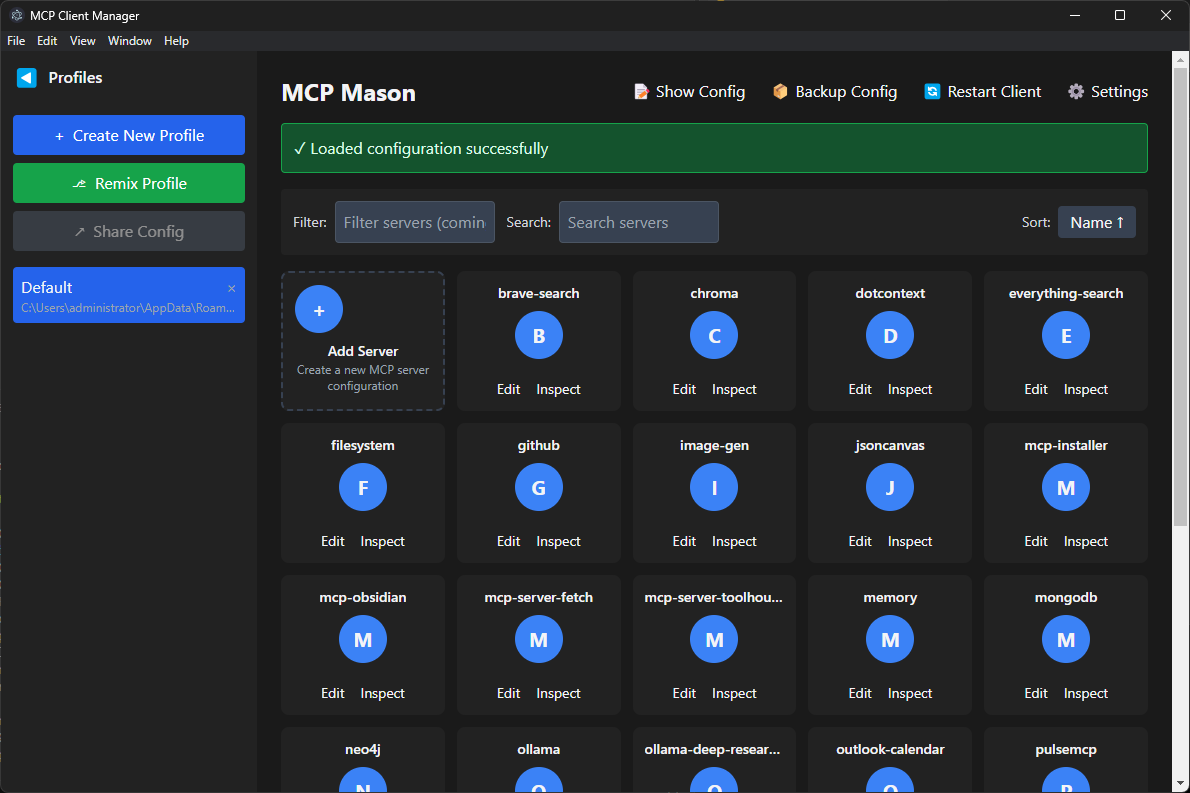 MCP Client Manager
File Edit View Window Help
Profiles
+ Create New Profile
Remix Profile
↗ Share Config
Default ×
C:\Users\administrator\AppData\Roam...
MCP Mason
Show Config Backup Config Restart Client Settings
✓ Loaded configuration successfully
Filter: Filter servers (comin Search: Search servers Sort: Name ↑
+
Add Server
Create a new MCP server
configuration
brave-search
B
Edit Inspect
chroma
C
Edit Inspect
dotcontext
D
Edit Inspect
everything-search
E
Edit Inspect
filesystem
F
Edit Inspect
github
G
Edit Inspect
image-gen
I
Edit Inspect
jsoncanvas
J
Edit Inspect
mcp-installer
M
Edit Inspect
mcp-obsidian
M
Edit Inspect
mcp-server-fetch
M
Edit Inspect
mcp-server-toolhou...
M
Edit Inspect
memory
M
Edit Inspect
mongodb
M
Edit Inspect
neo4j
N
ollama
O
ollama-deep-resear...
O
outlook-calendar
O
pulsemcp
P